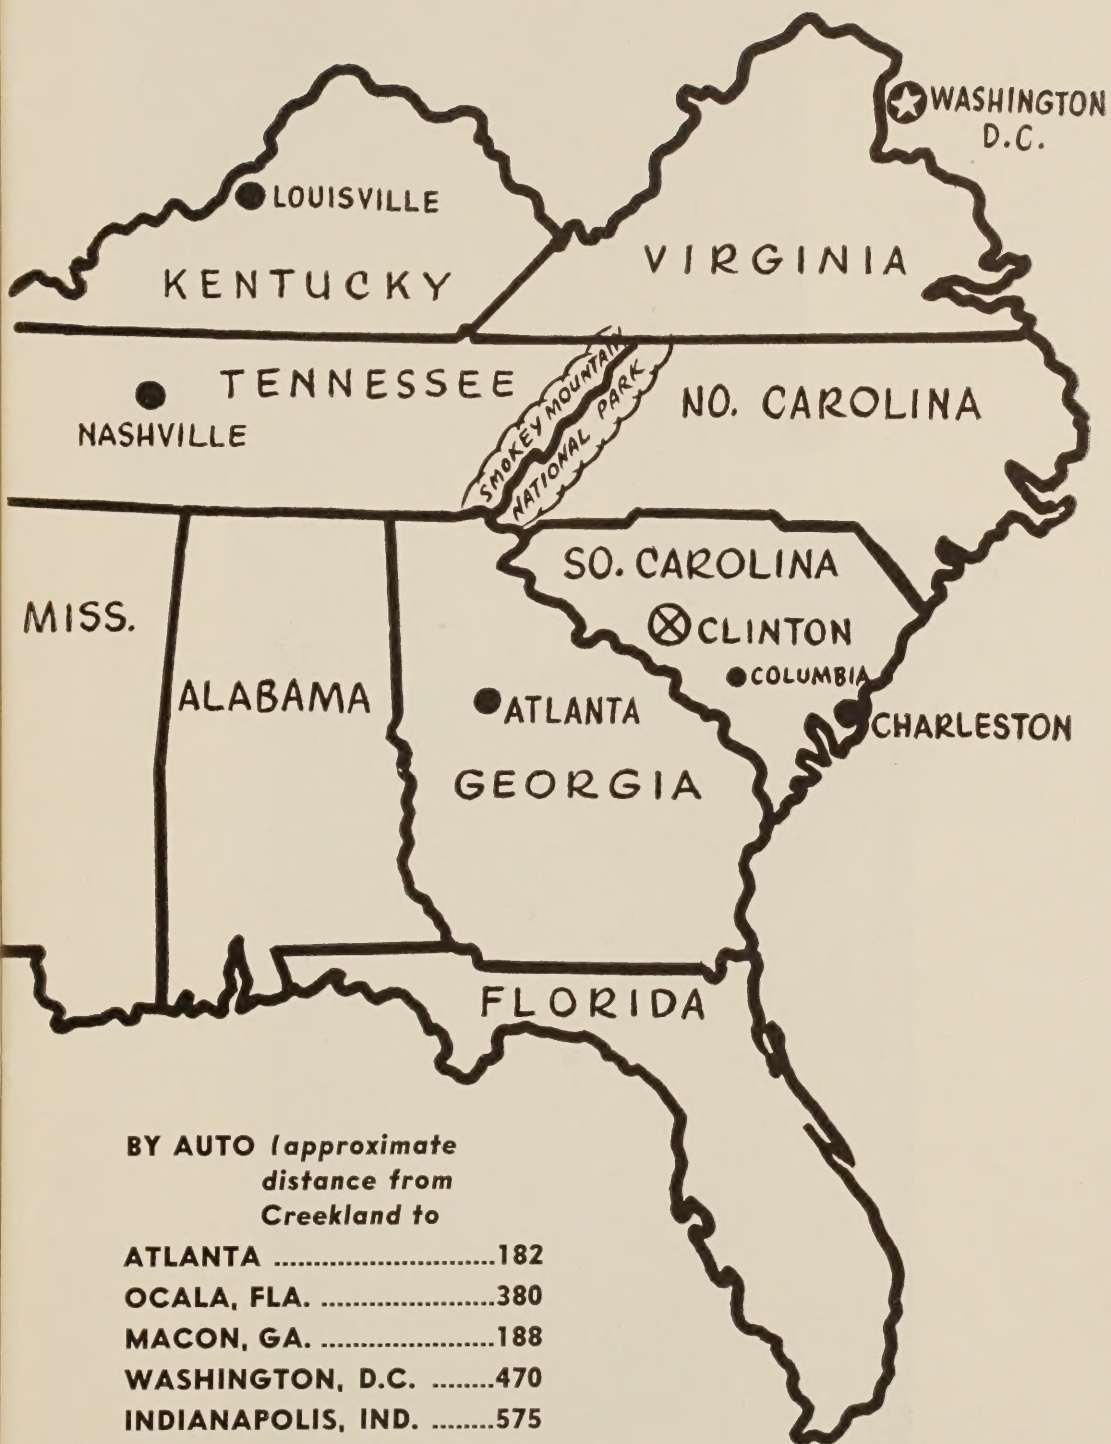 WASHINGTON
D.C.
LOUISVILLE
VIRGINIA
KENTUCKY
TENNESSEE
SMOKEY MOUNTAIN
NATIONAL PARK
NO. CAROLINA
NASHVILLE
SO. CAROLINA
MISS.
CLINTON
COLUMBIA
ALABAMA
ATLANTA
CHARLESTON
GEORGIA
FLORIDA
BY AUTO (approximate
distance from
Creekland to
ATLANTA ............................182
OCALA, FLA. ......................380
MACON, GA. .......................188
WASHINGTON, D.C. ........470
INDIANAPOLIS, IND. ........575